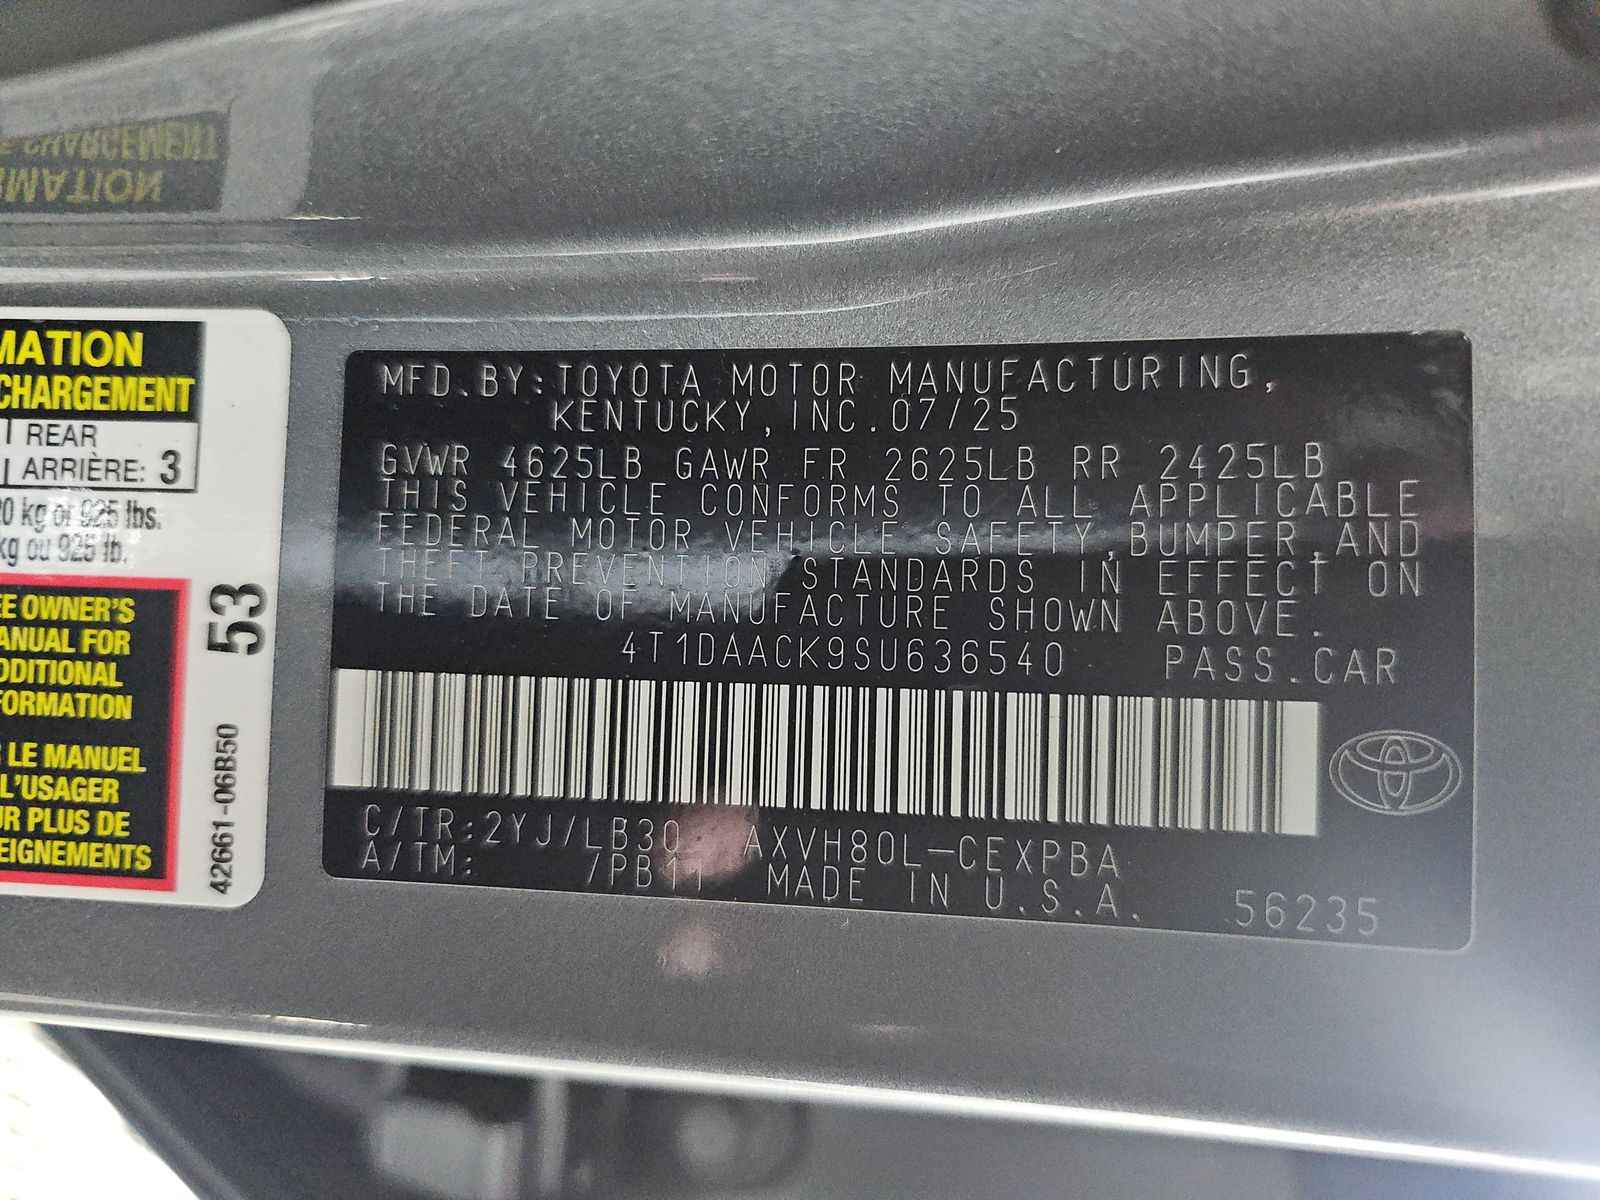 MATION
CHARGEMENT
REAR
ARRIÈRE: 3
20 kg or 925 lbs.
kg ou 925 lb.
EE OWNER'S
ANUAL FOR
DDITIONAL
FORMATION
LE MANUEL
L'USAGER
UR PLUS DE
EIGNEMENTS
53
42661-06B50
MFD.BY:TOYOTA MOTOR MANUFACTURING,
KENTUCKY,INC.07/25
GVWR 4625LB GAWR FR 2625LB RR 2425LB
THIS VEHICLE CONFORMS TO ALL APPLICABLE
FEDERAL MOTOR VEHICLE SAFETY,BUMPER,AND
THEFT PREVENTION STANDARDS IN EFFECT ON
THE DATE OF MANUFACTURE SHOWN ABOVE.
4T1DAACK9SU636540 PASS.CAR
C/TR:2YJ/LB30 AXVH80L-CEXPBA
A/TM: /PB11 MADE IN U.S.A. 56235